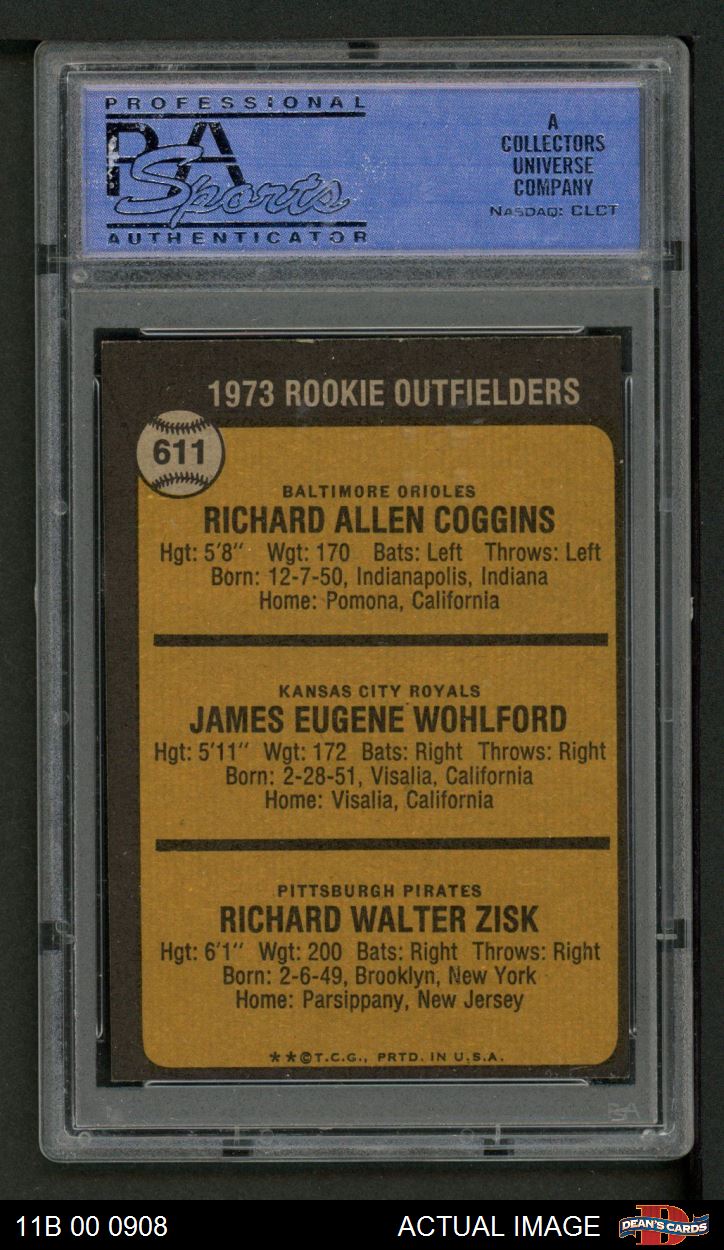 PROFESSIONAL
PSA
Sports
AUTHENTICATOR
A
COLLECTORS
UNIVERSE
COMPANY
NASDAQ: CLCT
1973 ROOKIE OUTFIELDERS
611
BALTIMORE ORIOLES
RICHARD ALLEN COGGINS
Hgt: 5'8" Wgt: 170 Bats: Left Throws: Left
Born: 12-7-50, Indianapolis, Indiana
Home: Pomona, California
KANSAS CITY ROYALS
JAMES EUGENE WOHLFORD
Hgt: 5'11" Wgt: 172 Bats: Right Throws: Right
Born: 2-28-51, Visalia, California
Home: Visalia, California
PITTSBURGH PIRATES
RICHARD WALTER ZISK
Hgt: 6'1" Wgt: 200 Bats: Right Throws: Right
Born: 2-6-49, Brooklyn, New York
Home: Parsippany, New Jersey
**©T.C.G., PRTD. IN U.S.A.
PSA
11B 00 0908
ACTUAL IMAGE
DEAN'S CARDS